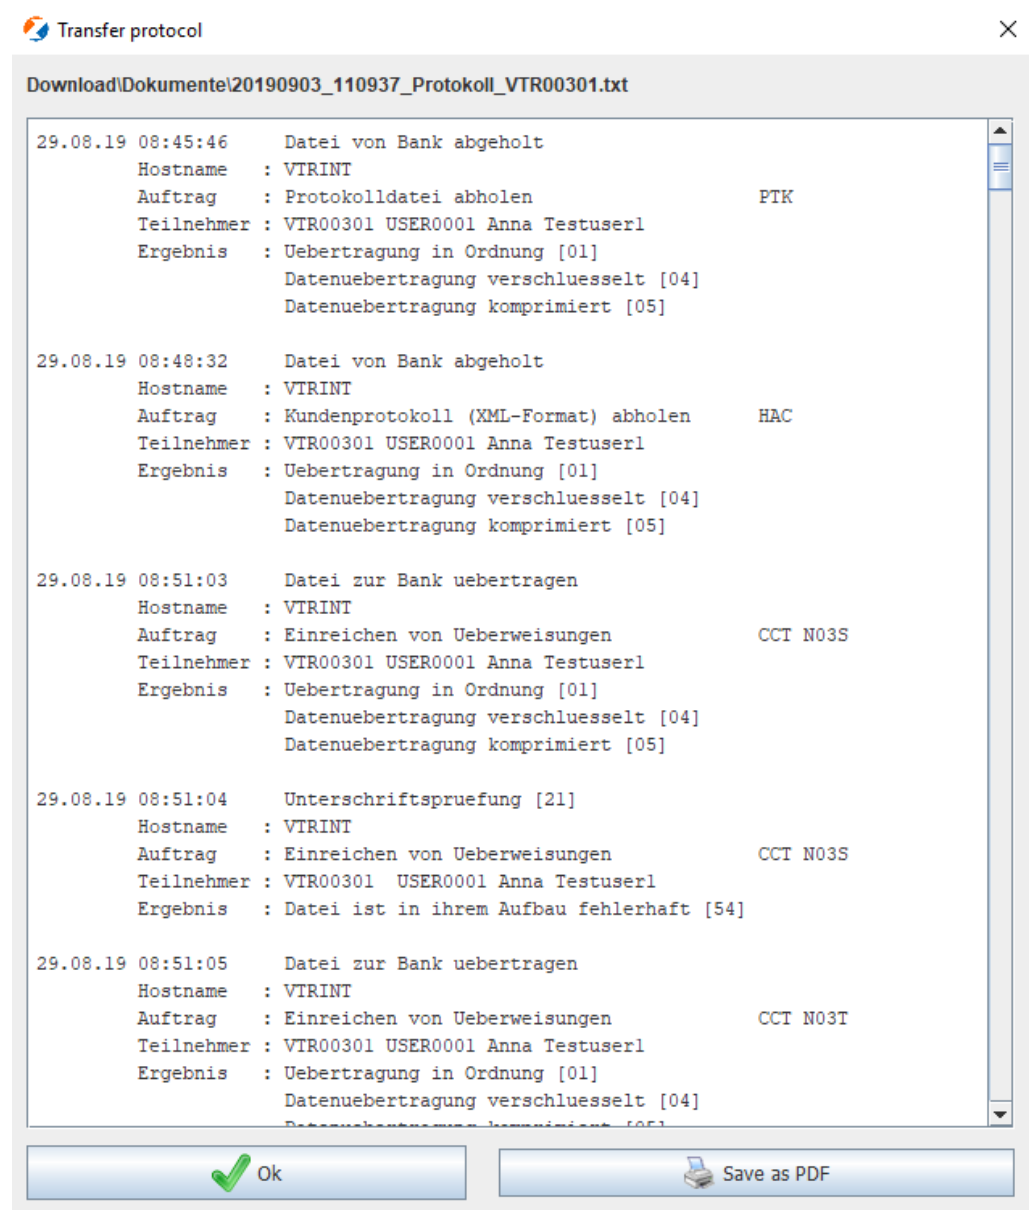 Transfer protocol
Download\Dokumente\20190903_110937_Protokoll_VTR00301.txt
29.08.19 08:45:46 Datei von Bank abgeholt
Hostname : VTRINT
Auftrag : Protokolldatei abholen PTK
Teilnehmer : VTR00301 USER0001 Anna Testuser1
Ergebnis : Uebertragung in Ordnung [01]
Datenuebertragung verschluesselt [04]
Datenuebertragung komprimiert [05]
29.08.19 08:48:32 Datei von Bank abgeholt
Hostname : VTRINT
Auftrag : Kundenprotokoll (XML-Format) abholen HAC
Teilnehmer : VTR00301 USER0001 Anna Testuser1
Ergebnis : Uebertragung in Ordnung [01]
Datenuebertragung verschluesselt [04]
Datenuebertragung komprimiert [05]
29.08.19 08:51:03 Datei zur Bank uebertragen
Hostname : VTRINT
Auftrag : Einreichen von Ueberweisungen CCT N03S
Teilnehmer : VTR00301 USER0001 Anna Testuser1
Ergebnis : Uebertragung in Ordnung [01]
Datenuebertragung verschluesselt [04]
Datenuebertragung komprimiert [05]
29.08.19 08:51:04 Unterschriftspruefung [21]
Hostname : VTRINT
Auftrag : Einreichen von Ueberweisungen CCT N03S
Teilnehmer : VTR00301 USER0001 Anna Testuser1
Ergebnis : Datei ist in ihrem Aufbau fehlerhaft [54]
29.08.19 08:51:05 Datei zur Bank uebertragen
Hostname : VTRINT
Auftrag : Einreichen von Ueberweisungen CCT N03T
Teilnehmer : VTR00301 USER0001 Anna Testuser1
Ergebnis : Uebertragung in Ordnung [01]
Datenuebertragung verschluesselt [04]
Ok
Save as PDF